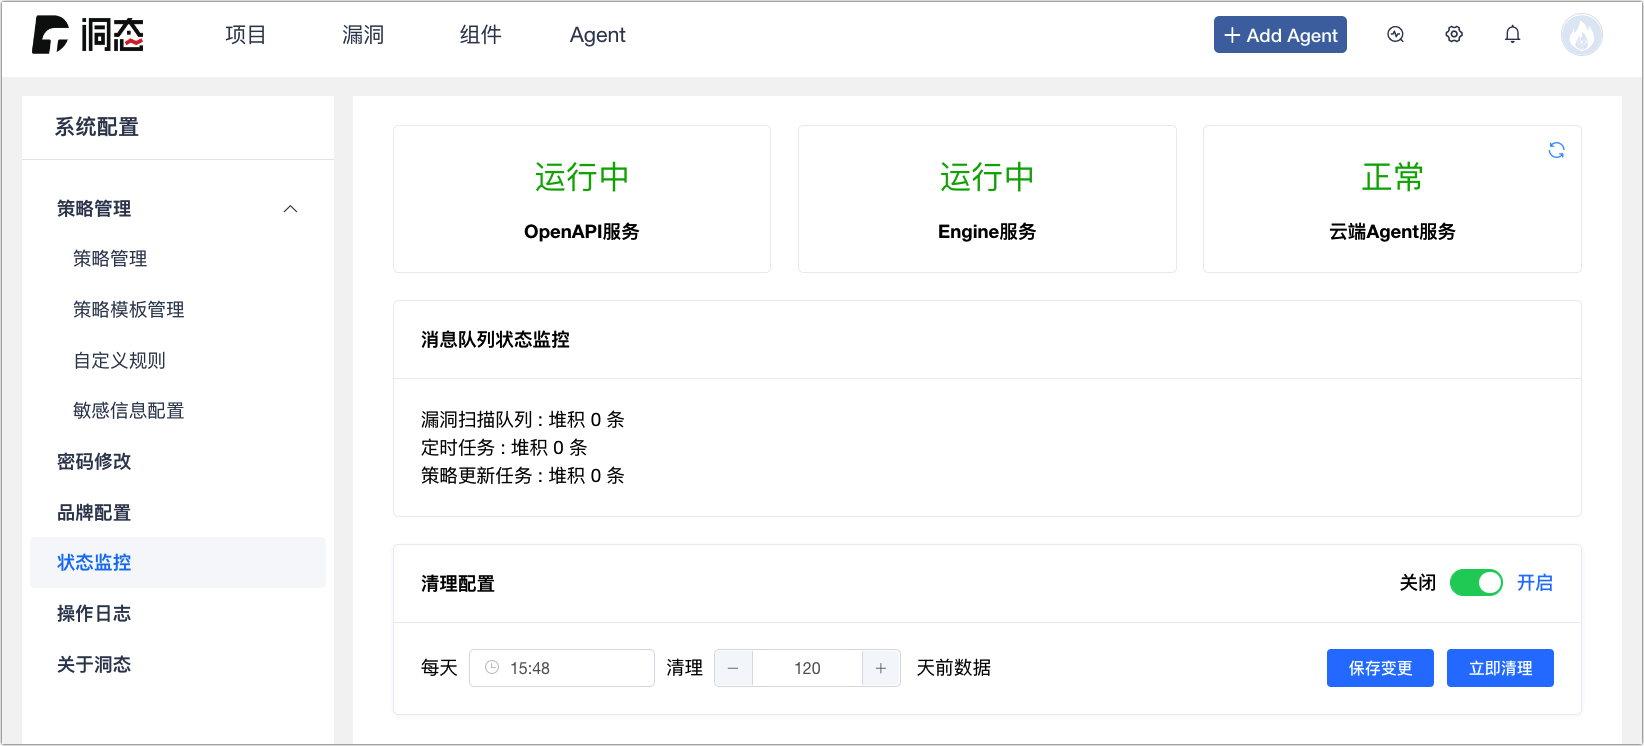 洞态
项目 漏洞 组件 Agent
+ Add Agent
系统配置
策略管理
策略管理
策略模板管理
自定义规则
敏感信息配置
密码修改
品牌配置
状态监控
操作日志
关于洞态
运行中
OpenAPI服务
运行中
Engine服务
正常
云端Agent服务
消息队列状态监控
漏洞扫描队列 : 堆积 0 条
定时任务 : 堆积 0 条
策略更新任务 : 堆积 0 条
清理配置
关闭 开启
每天 15:48 清理 − 120 + 天前数据
保存变更 立即清理